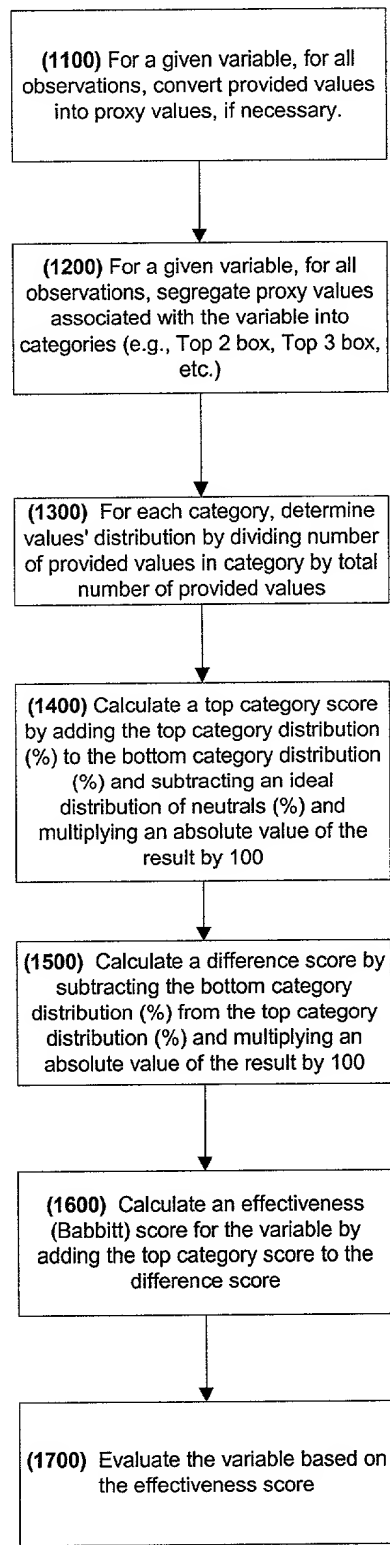 (1100) For a given variable, for all
observations, convert provided values
into proxy values, if necessary.
(1200) For a given variable, for all
observations, segregate proxy values
associated with the variable into
categories (e.g., Top 2 box, Top 3 box,
etc.)
(1300) For each category, determine
values' distribution by dividing number
of provided values in category by total
number of provided values
(1400) Calculate a top category score
by adding the top category distribution
(%) to the bottom category distribution
(%) and subtracting an ideal
distribution of neutrals (%) and
multiplying an absolute value of the
result by 100
(1500) Calculate a difference score by
subtracting the bottom category
distribution (%) from the top category
distribution (%) and multiplying an
absolute value of the result by 100
(1600) Calculate an effectiveness
(Babbitt) score for the variable by
adding the top category score to the
difference score
(1700) Evaluate the variable based on
the effectiveness score